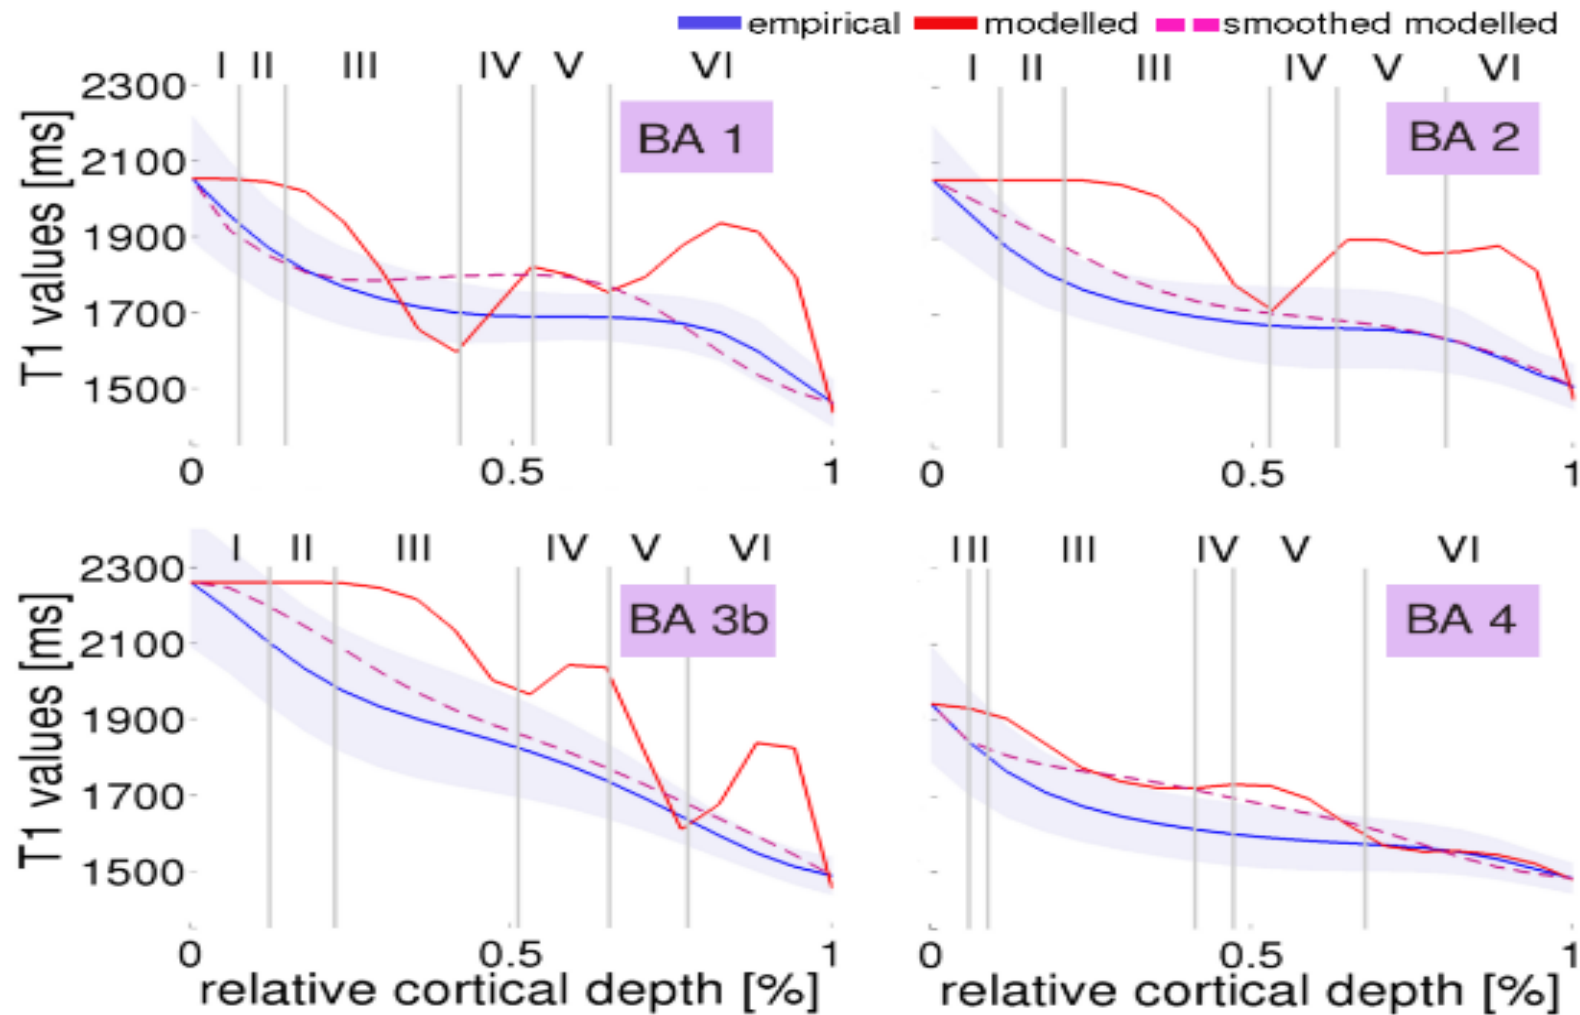 empirical modelled smoothed modelled
I II III IV V VI
I II III IV V VI
2300
2100
1900
1700
1500
T1 values [ms]
BA 1
BA 2
0 0.5 1
0 0.5 1
I II III IV V VI
III III IV V VI
2300
2100
1900
1700
1500
T1 values [ms]
BA 3b
BA 4
0 0.5 1
0 0.5 1
relative cortical depth [%]
relative cortical depth [%]